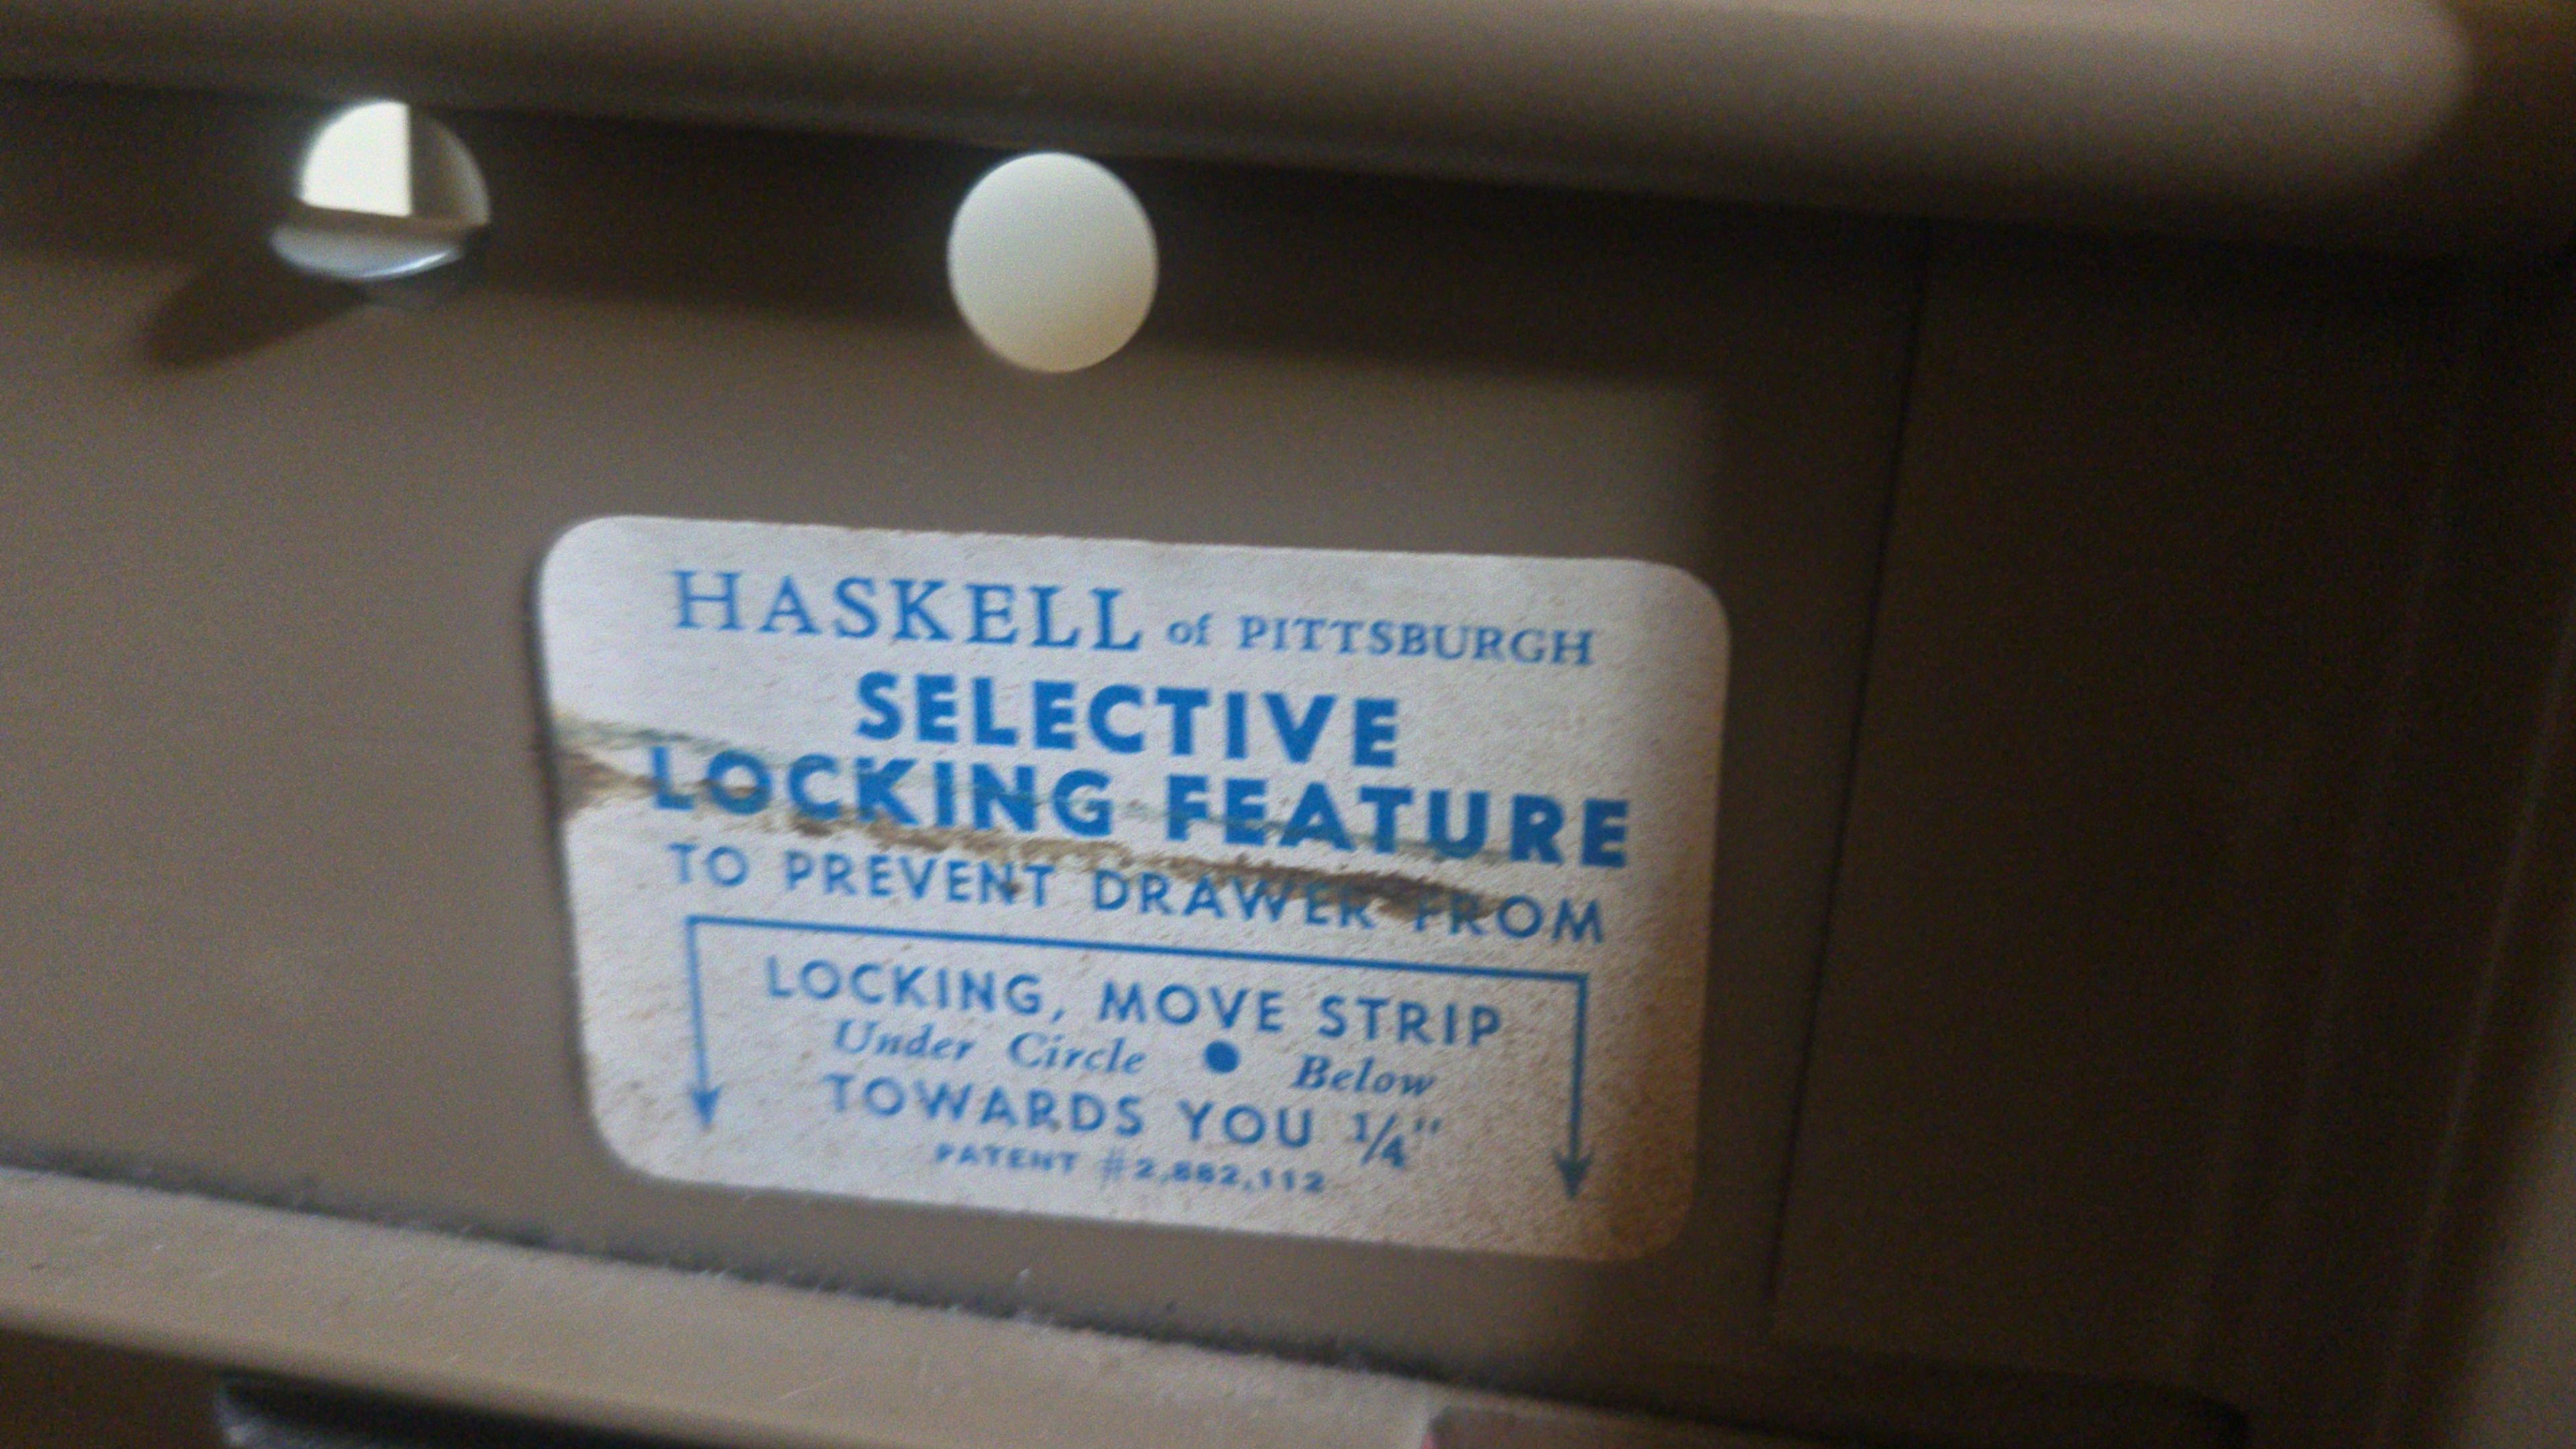 HASKELL of PITTSBURGH
SELECTIVE
LOCKING FEATURE
TO PREVENT DRAWER FROM
LOCKING, MOVE STRIP
Under Circle ● Below
TOWARDS YOU 1/4"
PATENT #2,882,112